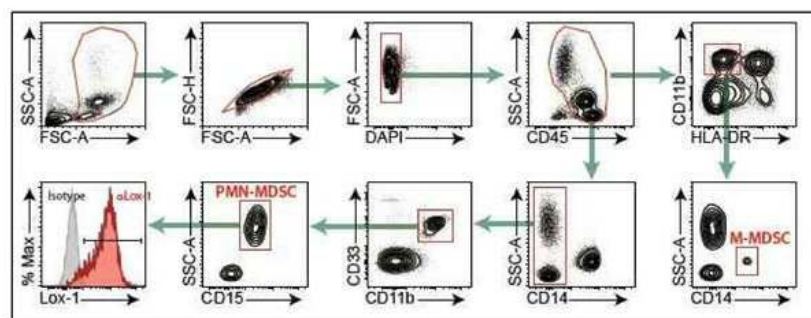 SSC-A
FSC-A
FSC-H
FSC-A
FSC-A
DAPI
SSC-A
CD45
CD11b
HLA-DR
% Max
Isotype
αLox-1
Lox-1
PMN-MDSC
SSC-A
CD15
CD33
CD11b
SSC-A
CD14
SSC-A
M-MDSC
CD14